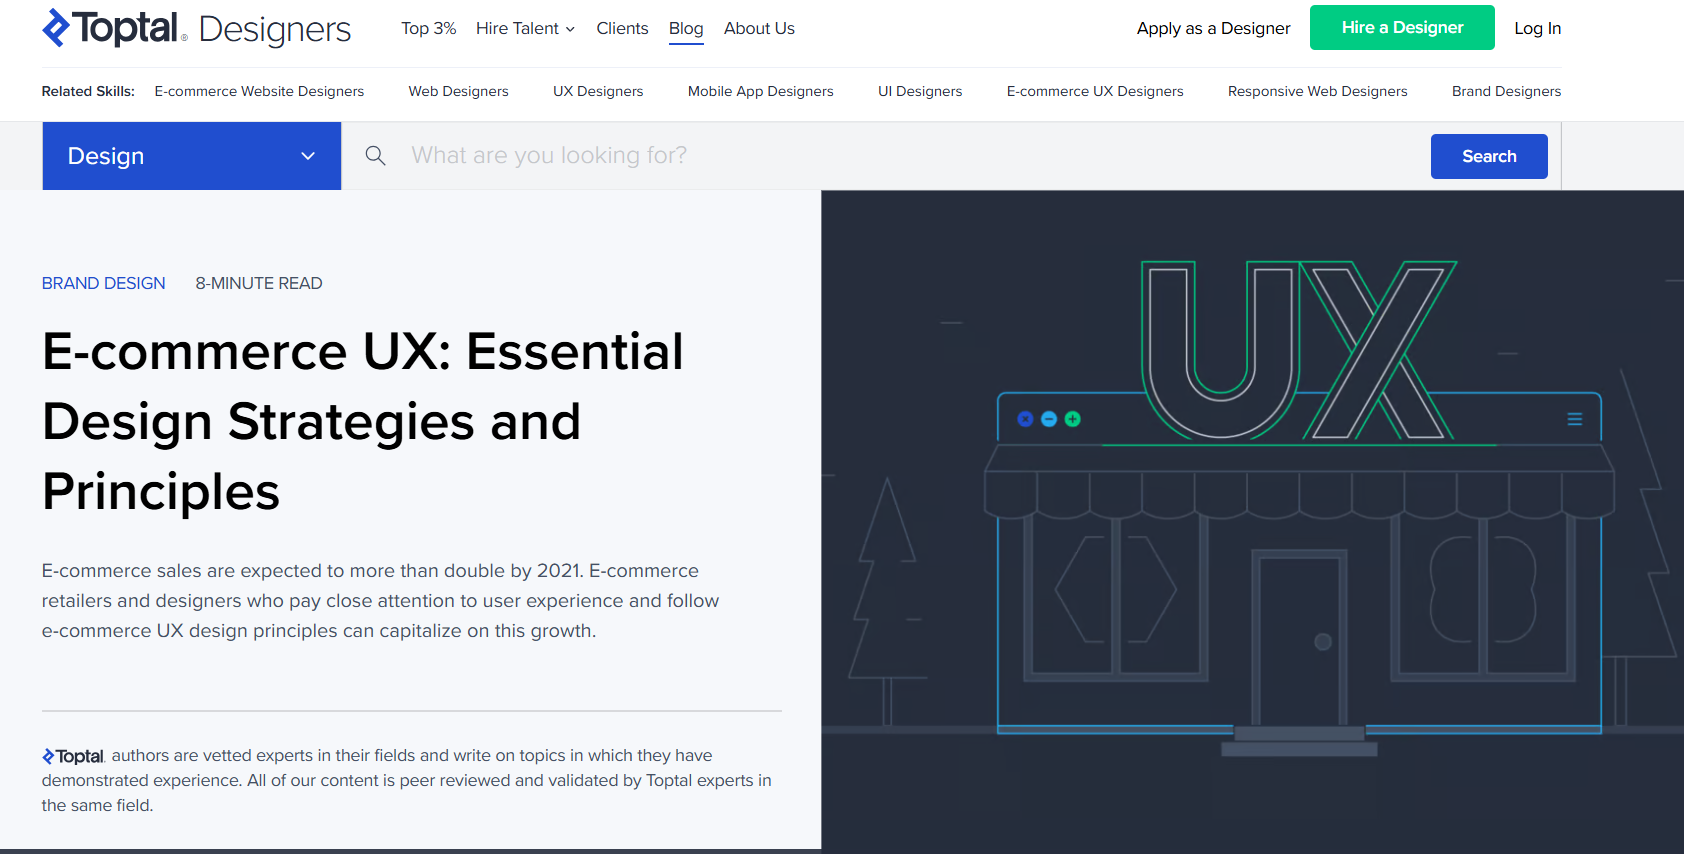 Toptal® Designers
Top 3% Hire Talent Clients Blog About Us
Apply as a Designer Hire a Designer Log In
Related Skills: E-commerce Website Designers Web Designers UX Designers Mobile App Designers UI Designers E-commerce UX Designers Responsive Web Designers Brand Designers
Design What are you looking for? Search
BRAND DESIGN 8-MINUTE READ
E-commerce UX: Essential
Design Strategies and
Principles
E-commerce sales are expected to more than double by 2021. E-commerce
retailers and designers who pay close attention to user experience and follow
e-commerce UX design principles can capitalize on this growth.
Toptal authors are vetted experts in their fields and write on topics in which they have
demonstrated experience. All of our content is peer reviewed and validated by Toptal experts in
the same field.
UX